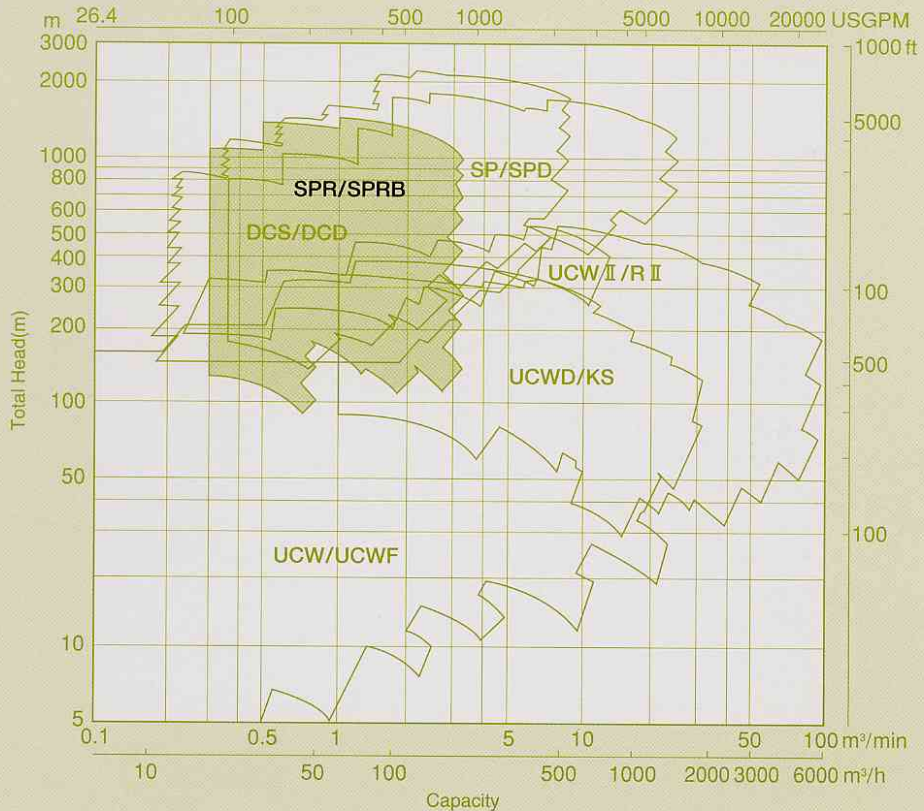 m 26.4 100 500 1000 5000 10000 20000 USGPM
3000 1000 ft
2000
5000
1000
800 SP/SPD
SPR/SPRB
600
500 DCS/DCD
400
300 UCWⅡ/RⅡ 100
200
500
UCWD/KS
100
50
100
UCW/UCWF
10
5
Total Head(m)
0.1 0.5 1 5 10 50 100 m³/min
10 50 100 500 1000 2000 3000 6000 m³/h
Capacity